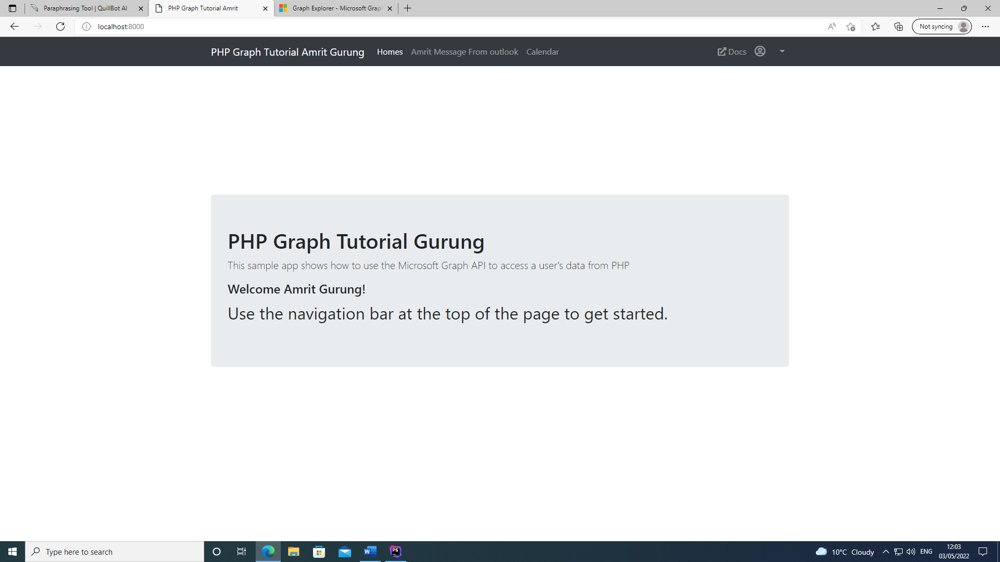 Paraphrasing Tool | QuillBot AI
PHP Graph Tutorial Amrit
Graph Explorer - Microsoft Grap
localhost:8000
Not syncing
PHP Graph Tutorial Amrit Gurung
Homes
Amrit Message From outlook
Calendar
Docs
PHP Graph Tutorial Gurung
This sample app shows how to use the Microsoft Graph API to access a user's data from PHP
Welcome Amrit Gurung!
Use the navigation bar at the top of the page to get started.
Type here to search
W
PS
10°C Cloudy
ENG
12:03
03/05/2022